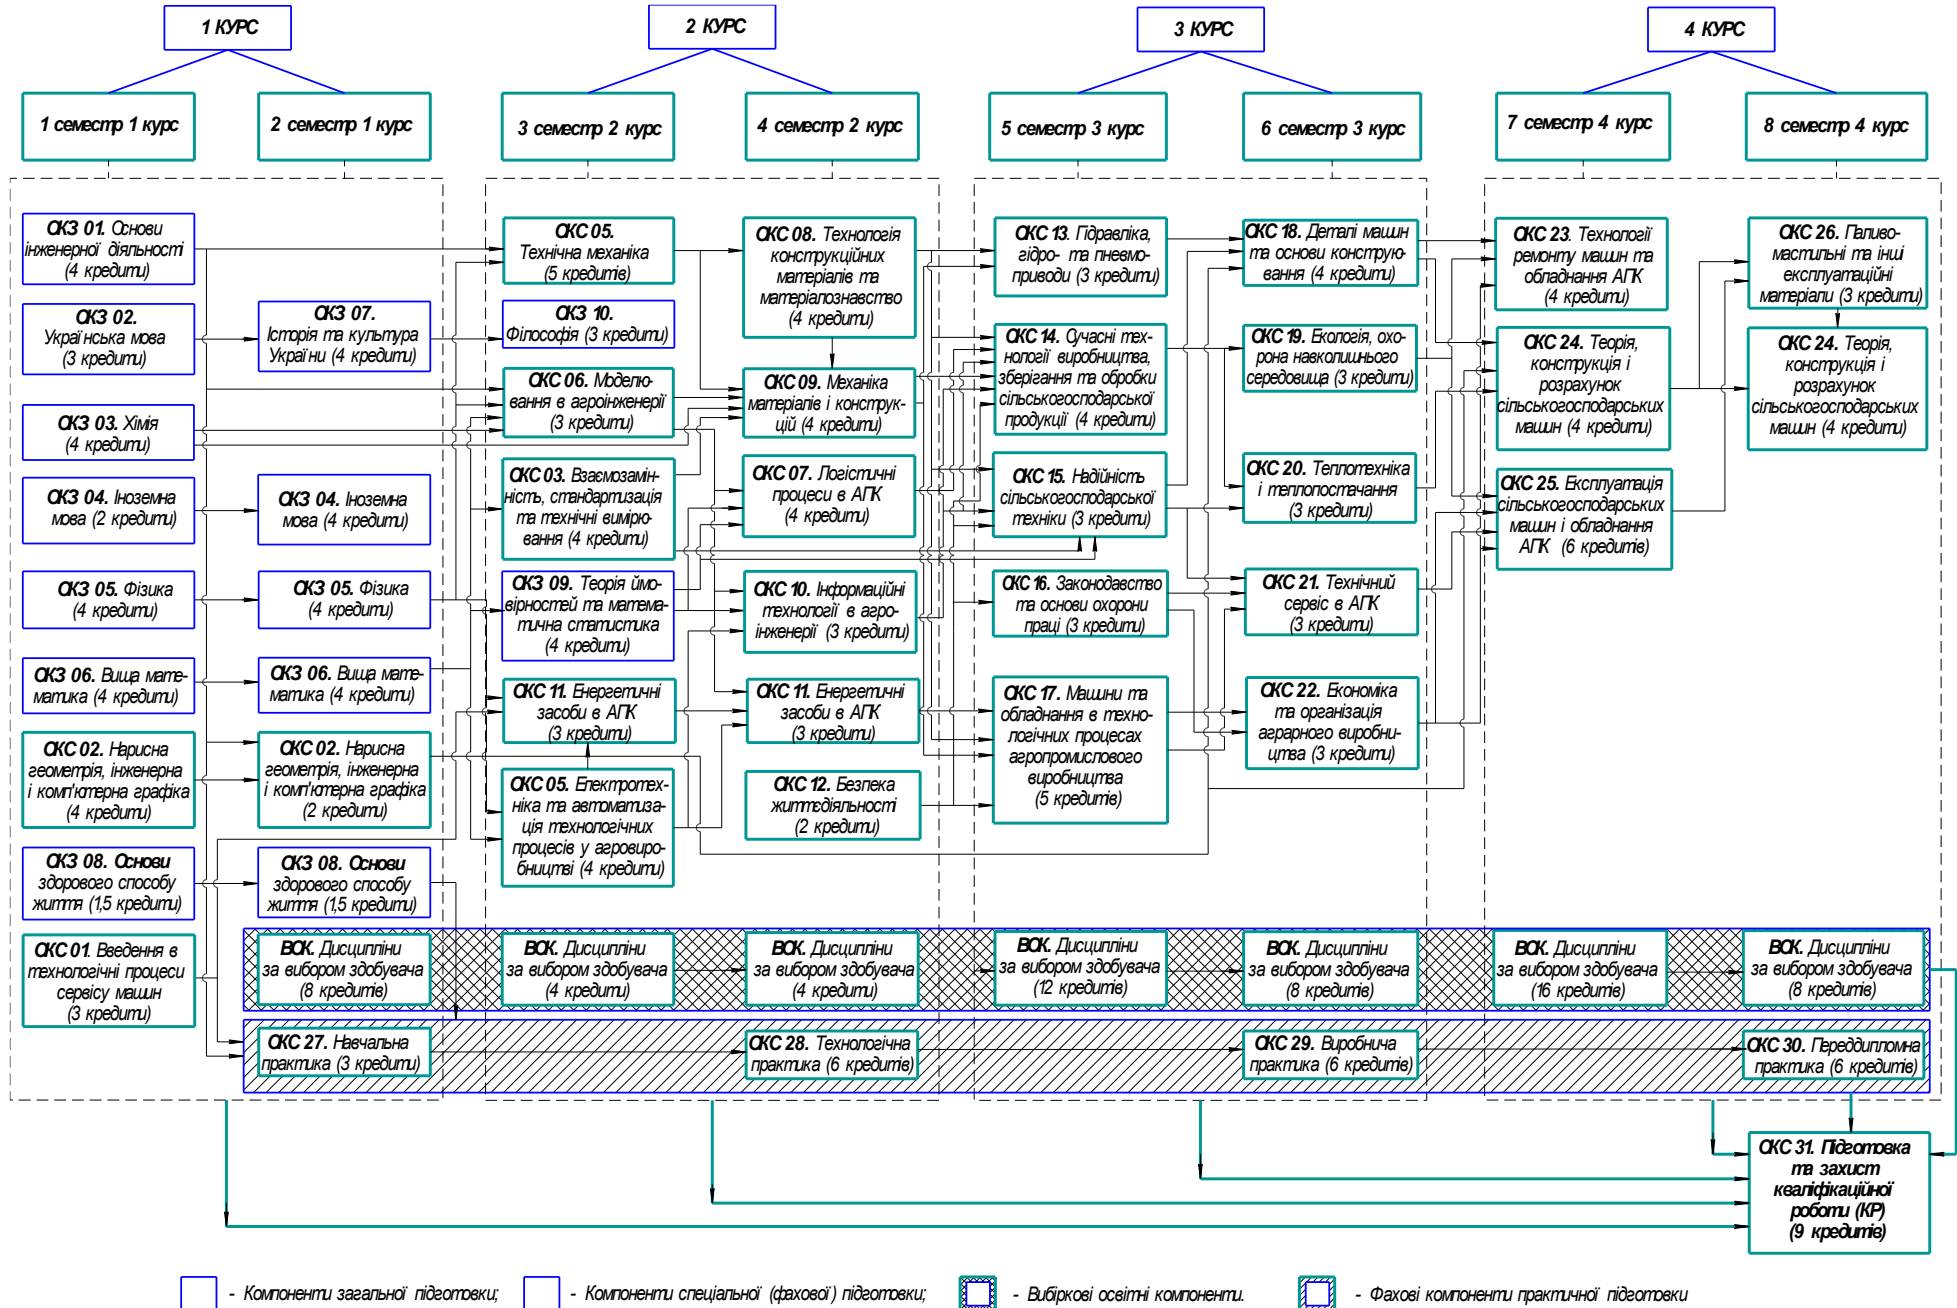 1 КУРС
2 КУРС
3 КУРС
4 КУРС
1 семестр 1 курс
2 семестр 1 курс
3 семестр 2 курс
4 семестр 2 курс
5 семестр 3 курс
6 семестр 3 курс
7 семестр 4 курс
8 семестр 4 курс
ОКЗ 01. Основи
інженерної діяльності
(4 кредити)
ОКЗ 02.
Українська мова
(3 кредити)
ОКЗ 03. Хімія
(4 кредити)
ОКЗ 04. Іноземна
мова (2 кредити)
ОКЗ 05. Фізика
(4 кредити)
ОКЗ 06. Вища мате-
матика (4 кредити)
ОКС 02. Нарисна
геометрія, інженерна
і комп'ютерна графіка
(4 кредити)
ОКЗ 08. Основи
здорового способу
життя (1,5 кредити)
ОКС 01. Введення в
технологічні процеси
сервісу машин
(3 кредити)
ОКЗ 07.
Історія та культура
України (4 кредити)
ОКЗ 04. Іноземна
мова (4 кредити)
ОКЗ 05. Фізика
(4 кредити)
ОКЗ 06. Вища мате-
матика (4 кредити)
ОКС 02. Нарисна
геометрія, інженерна
і комп'ютерна графіка
(2 кредити)
ОКЗ 08. Основи
здорового способу
життя (1,5 кредити)
ВОК. Дисципліни
за вибором здобувача
(8 кредитів)
ОКС 27. Навчальна
практика (3 кредити)
ОКС 05.
Технічна механіка
(5 кредитів)
ОКЗ 10.
Філософія (3 кредити)
ОКС 06. Моделю-
вання в агроінженерії
(3 кредити)
ОКС 03. Взаємозамін-
ність, стандартизація
та технічні вимірю-
вання (4 кредити)
ОКЗ 09. Теорія ймо-
вірностей та матема-
тична статистика
(4 кредити)
ОКС 11. Енергетичні
засоби в АПК
(3 кредити)
ОКС 05. Електротех-
ніка та автоматиза-
ція технологічних
процесів у агровиро-
бництві (4 кредити)
ВОК. Дисципліни
за вибором здобувача
(4 кредити)
ОКС 08. Технологія
конструкційних
матеріалів та
матеріалознавство
(4 кредити)
ОКС 09. Механіка
матеріалів і конструк-
цій (4 кредити)
ОКС 07. Логістичні
процеси в АПК
(4 кредити)
ОКС 10. Інформаційні
технології в агро-
інженерії (3 кредити)
ОКС 11. Енергетичні
засоби в АПК
(3 кредити)
ОКС 12. Безпека
життєдіяльності
(2 кредити)
ВОК. Дисципліни
за вибором здобувача
(4 кредити)
ОКС 28. Технологічна
практика (6 кредитів)
ОКС 13. Гідравліка,
гідро- та пневмо-
приводи (3 кредити)
ОКС 14. Сучасні тех-
нології виробництва,
зберігання та обробки
сільськогосподарської
продукції (4 кредити)
ОКС 15. Надійність
сільськогосподарської
техніки (3 кредити)
ОКС 16. Законодавство
та основи охорони
праці (3 кредити)
ОКС 17. Машини та
обладнання в техно-
логічних процесах
агропромислового
виробництва
(5 кредитів)
ВОК. Дисципліни
за вибором здобувача
(12 кредитів)
ОКС 18. Деталі машин
та основи конструю-
вання (4 кредити)
ОКС 19. Екологія, охо-
рона навколишнього
середовища (3 кредити)
ОКС 20. Теплотехніка
і теплопостачання
(3 кредити)
ОКС 21. Технічний
сервіс в АПК
(3 кредити)
ОКС 22. Економіка
та організація
аграрного виробни-
цтва (3 кредити)
ВОК. Дисципліни
за вибором здобувача
(8 кредитів)
ОКС 29. Виробнича
практика (6 кредитів)
ОКС 23. Технології
ремонту машин та
обладнання АПК
(4 кредити)
ОКС 24. Теорія,
конструкція і
розрахунок
сільськогосподарських
машин (4 кредити)
ОКС 25. Експлуатація
сільськогосподарських
машин і обладнання
АПК (6 кредитів)
ВОК. Дисципліни
за вибором здобувача
(16 кредитів)
ОКС 26. Паливо-
мастильні та інші
експлуатаційні
матеріали (3 кредити)
ОКС 24. Теорія,
конструкція і
розрахунок
сільськогосподарських
машин (4 кредити)
ВОК. Дисципліни
за вибором здобувача
(8 кредитів)
ОКС 30. Переддипломна
практика (6 кредитів)
ОКС 31. Підготовка
та захист
кваліфікаційної
роботи (КР)
(9 кредитів)
- Компоненти загальної підготовки;
- Компоненти спеціальної (фахової) підготовки;
- Вибіркові освітні компоненти.
- Фахові компоненти практичної підготовки